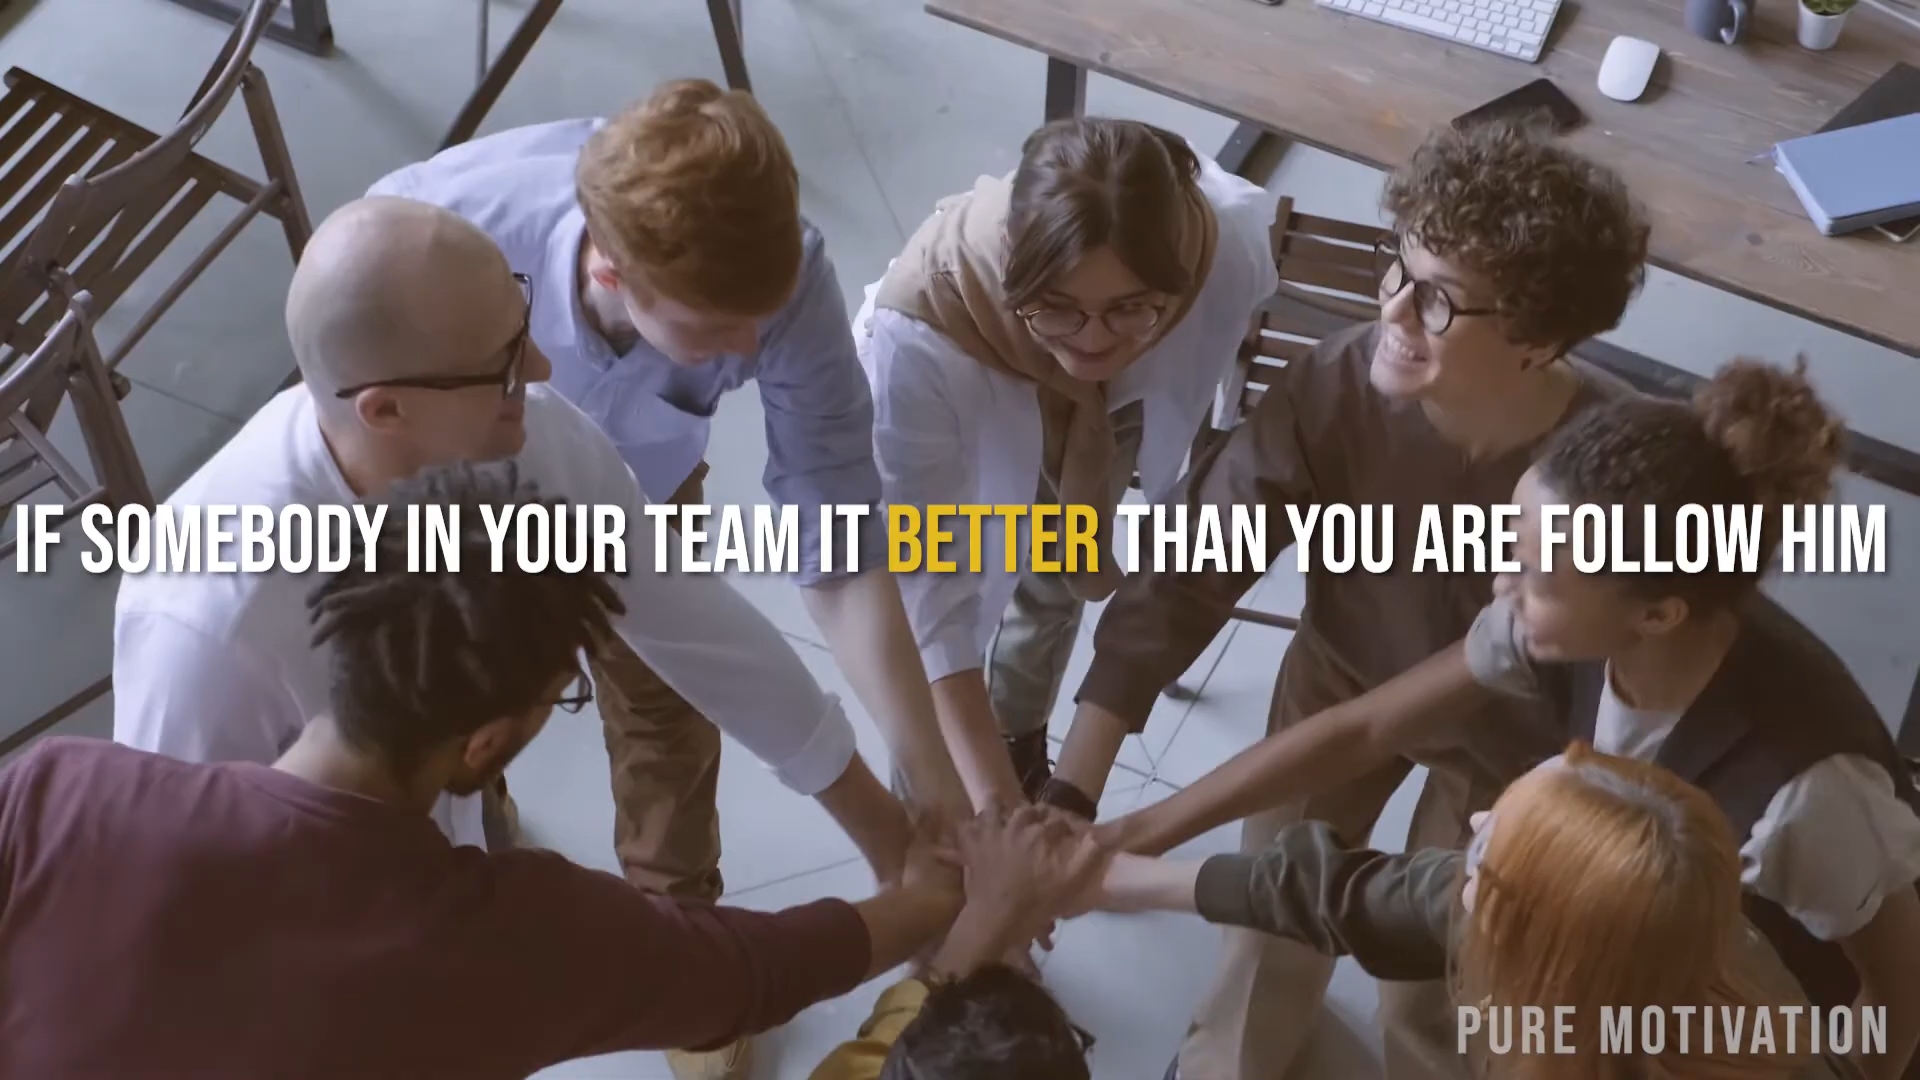 IF SOMEBODY IN YOUR TEAM IT BETTER THAN YOU ARE FOLLOW HIM
PURE MOTIVATION